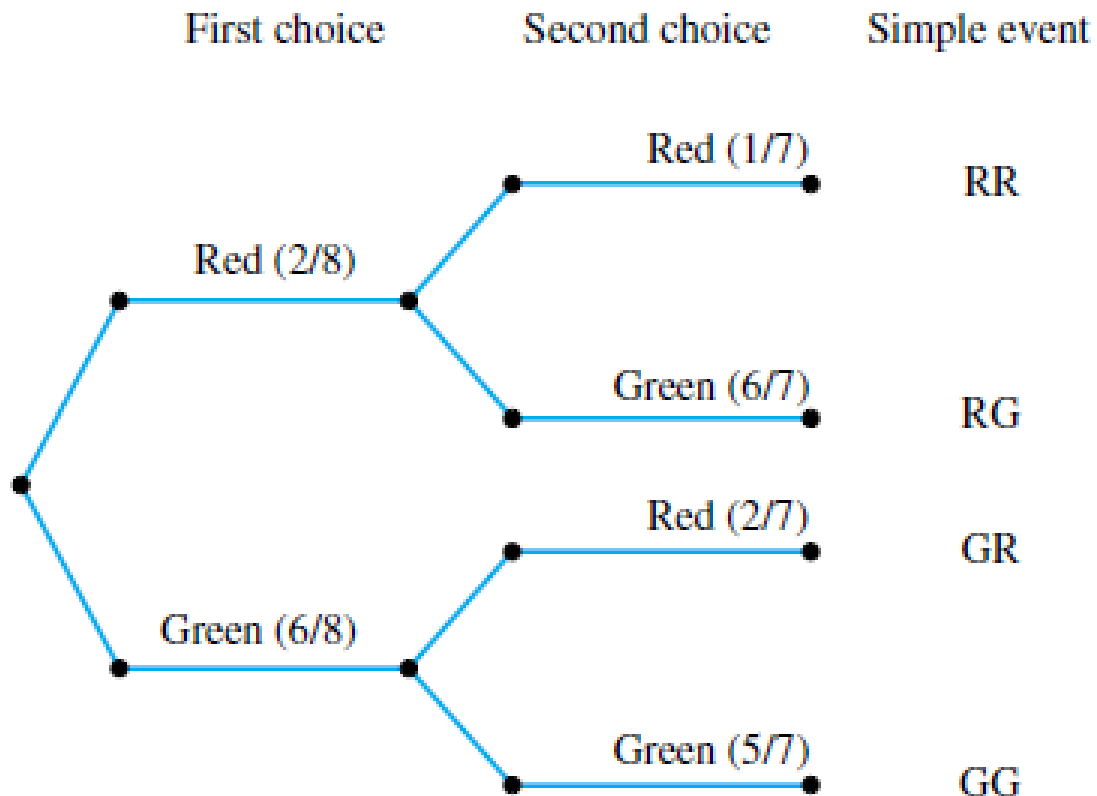 First choice Second choice Simple event
Red (1/7)
RR
Red (2/8)
Green (6/7)
RG
Red (2/7)
GR
Green (6/8)
Green (5/7)
GG